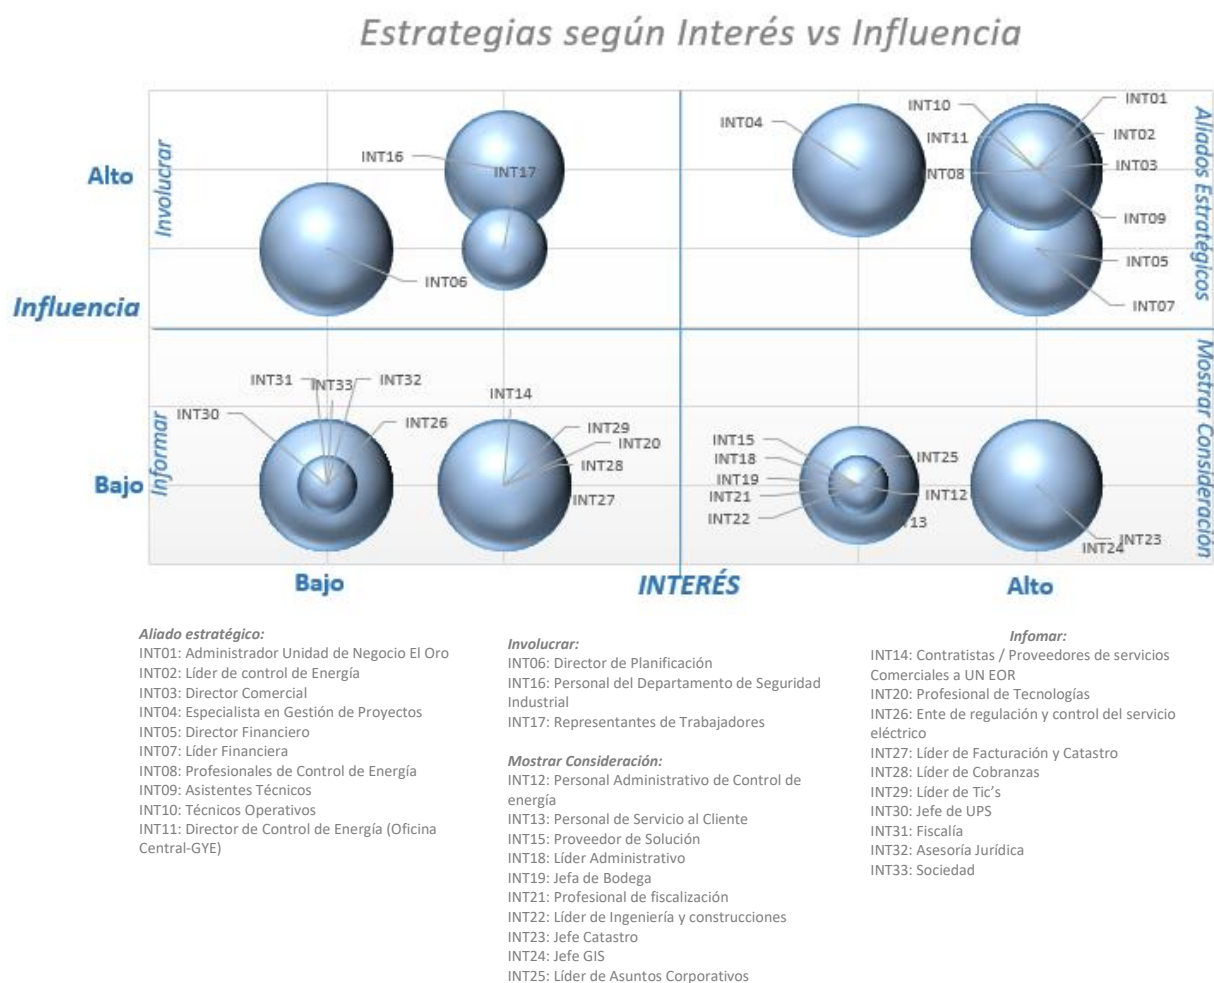 Estrategias según Interés vs Influencia
INT01
INT10
INT04
INT02
INT11
INT16
INT03
INT17
INT08
Alto
Involucrar
Aliados Estratégicos
INT09
INT05
INT06
INT07
Influencia
INT31
INT33
INT32
INT14
INT30
INT26
INT29
INT20
INT15
INT18
INT25
INT28
INT19
INT21
INT12
INT27
INT22
13
INT23
INT24
Bajo
Informar
Mostrar Consideración
Bajo
INTERÉS
Alto
Aliado estratégico:
INT01: Administrador Unidad de Negocio El Oro
INT02: Líder de control de Energía
INT03: Director Comercial
INT04: Especialista en Gestión de Proyectos
INT05: Director Financiero
INT07: Líder Financiera
INT08: Profesionales de Control de Energía
INT09: Asistentes Técnicos
INT10: Técnicos Operativos
INT11: Director de Control de Energía (Oficina
Central-GYE)
Involucrar:
INT06: Director de Planificación
INT16: Personal del Departamento de Seguridad
Industrial
INT17: Representantes de Trabajadores
Mostrar Consideración:
INT12: Personal Administrativo de Control de
energía
INT13: Personal de Servicio al Cliente
INT15: Proveedor de Solución
INT18: Líder Administrativo
INT19: Jefa de Bodega
INT21: Profesional de fiscalización
INT22: Líder de Ingeniería y construcciones
INT23: Jefe Catastro
INT24: Jefe GIS
INT25: Líder de Asuntos Corporativos
Infomar:
INT14: Contratistas / Proveedores de servicios
Comerciales a UN EOR
INT20: Profesional de Tecnologías
INT26: Ente de regulación y control del servicio
eléctrico
INT27: Líder de Facturación y Catastro
INT28: Líder de Cobranzas
INT29: Líder de Tic's
INT30: Jefe de UPS
INT31: Fiscalía
INT32: Asesoría Jurídica
INT33: Sociedad